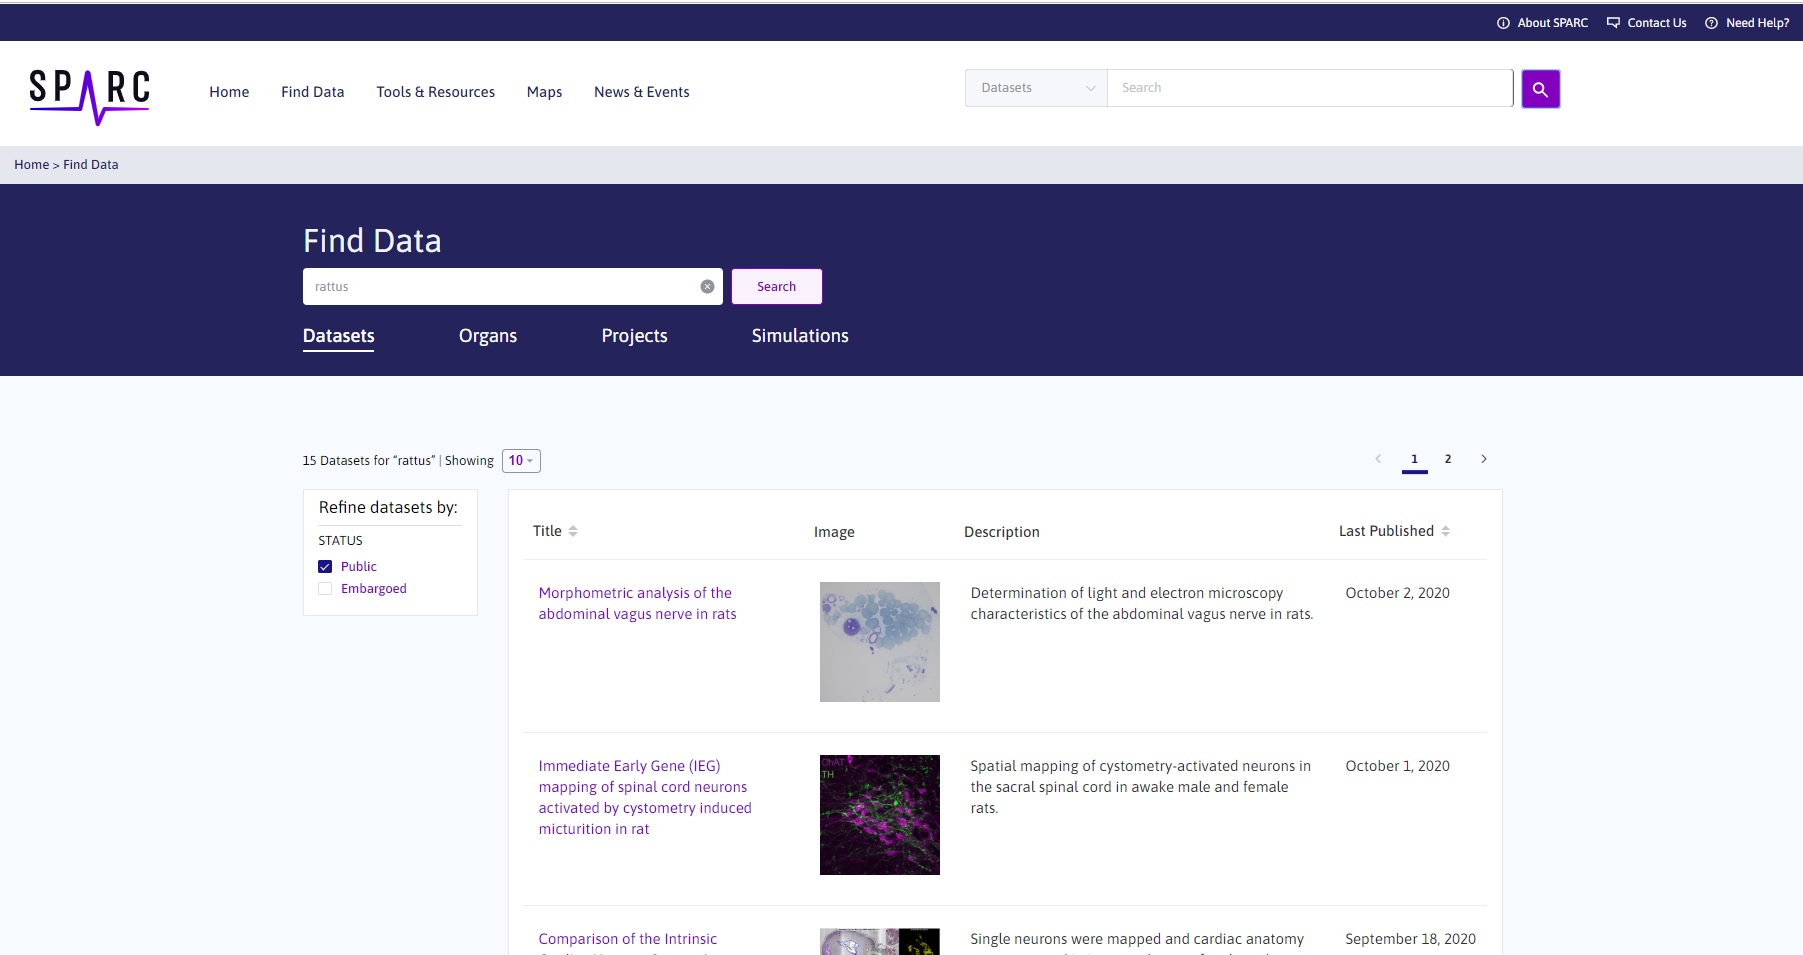 About SPARC Contact Us Need Help?
SPARC
Home Find Data Tools & Resources Maps News & Events
Datasets Search
Home > Find Data
Find Data
rattus
Search
Datasets Organs Projects Simulations
15 Datasets for “rattus” | Showing 10
1 2
Refine datasets by:
STATUS
Public
Embargoed
Title Image Description Last Published
Morphometric analysis of the
abdominal vagus nerve in rats
Determination of light and electron microscopy
characteristics of the abdominal vagus nerve in rats.
October 2, 2020
Immediate Early Gene (IEG)
mapping of spinal cord neurons
activated by cystometry induced
micturition in rat
ChAT
TH
Spatial mapping of cystometry-activated neurons in
the sacral spinal cord in awake male and female
rats.
October 1, 2020
Comparison of the Intrinsic
Single neurons were mapped and cardiac anatomy
September 18, 2020